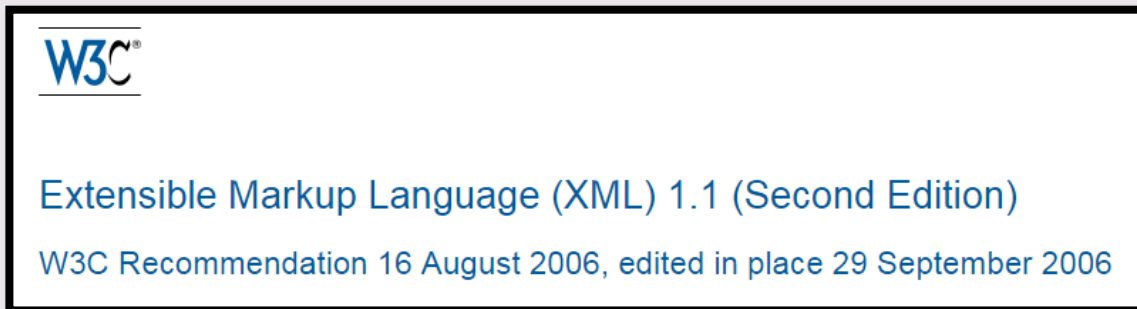 W3C®
Extensible Markup Language (XML) 1.1 (Second Edition)
W3C Recommendation 16 August 2006, edited in place 29 September 2006